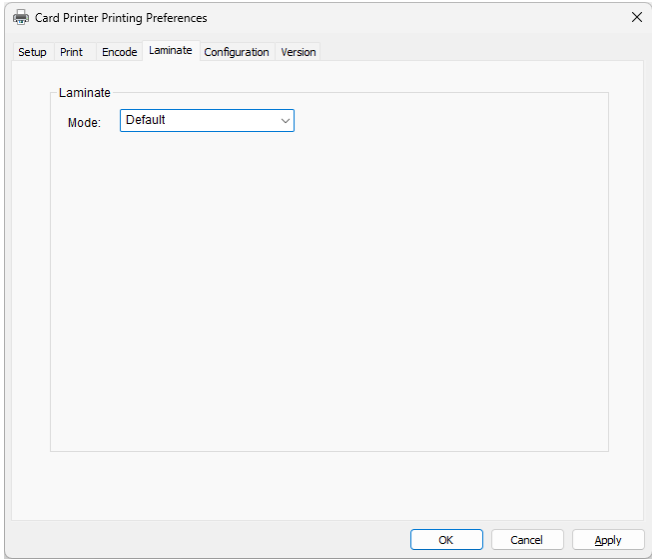 Card Printer Printing Preferences
Setup Print Encode Laminate Configuration Version
Laminate
Mode: Default
OK Cancel Apply